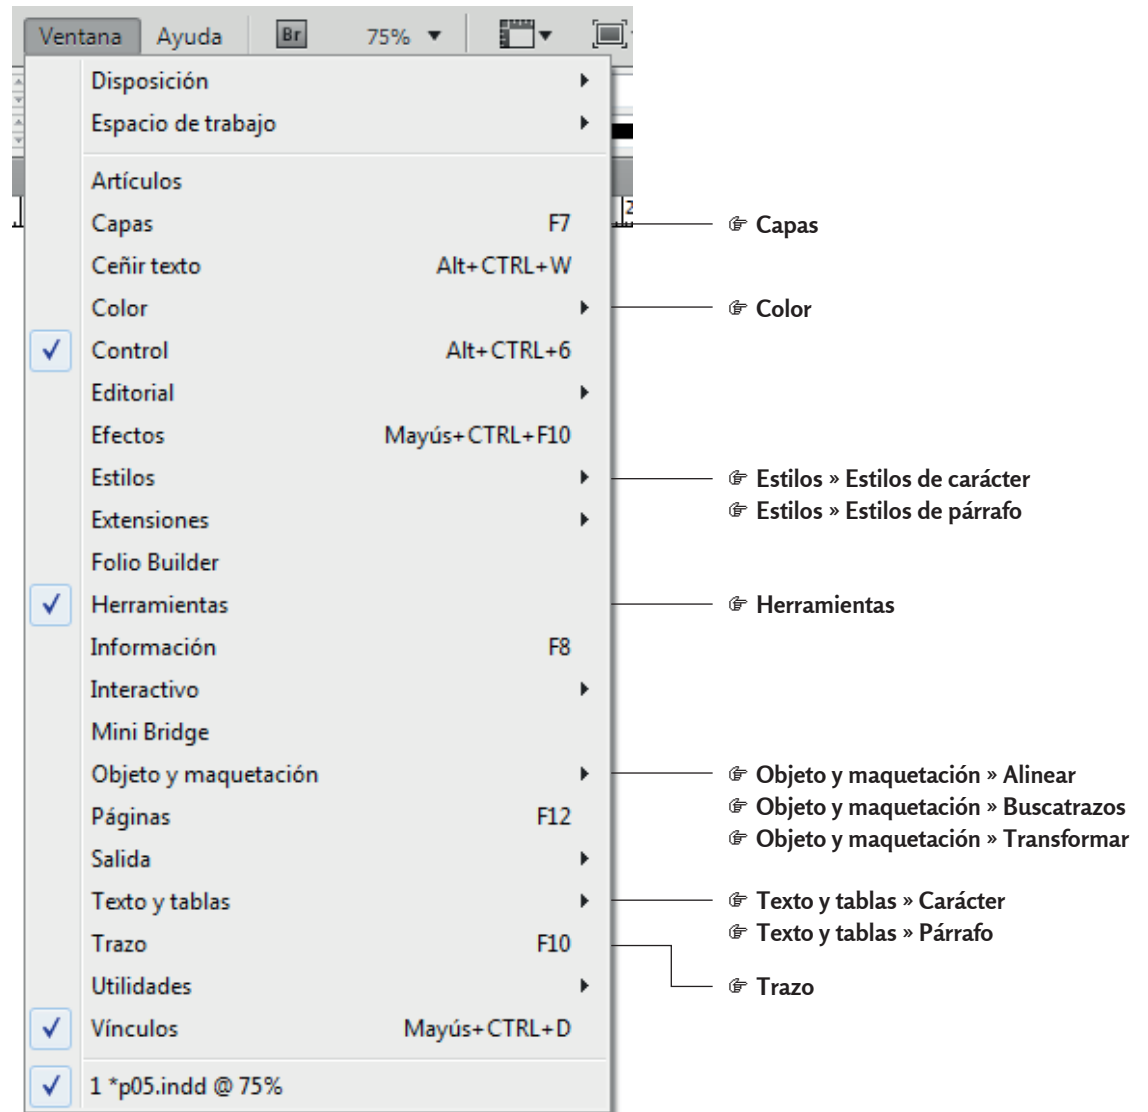 Ventana Ayuda Br 75%
Disposición
Espacio de trabajo
Artículos
Capas F7 ☞ Capas
Ceñir texto Alt+CTRL+W
Color ☞ Color
Control Alt+CTRL+6
Editorial
Efectos Mayús+CTRL+F10
Estilos ☞ Estilos » Estilos de carácter
☞ Estilos » Estilos de párrafo
Extensiones
Folio Builder
Herramientas ☞ Herramientas
Información F8
Interactivo
Mini Bridge
Objeto y maquetación ☞ Objeto y maquetación » Alinear
☞ Objeto y maquetación » Buscatrazos
Páginas F12
☞ Objeto y maquetación » Transformar
Salida
Texto y tablas ☞ Texto y tablas » Carácter
☞ Texto y tablas » Párrafo
Trazo F10
Utilidades ☞ Trazo
Vínculos Mayús+CTRL+D
1 *p05.indd @ 75%